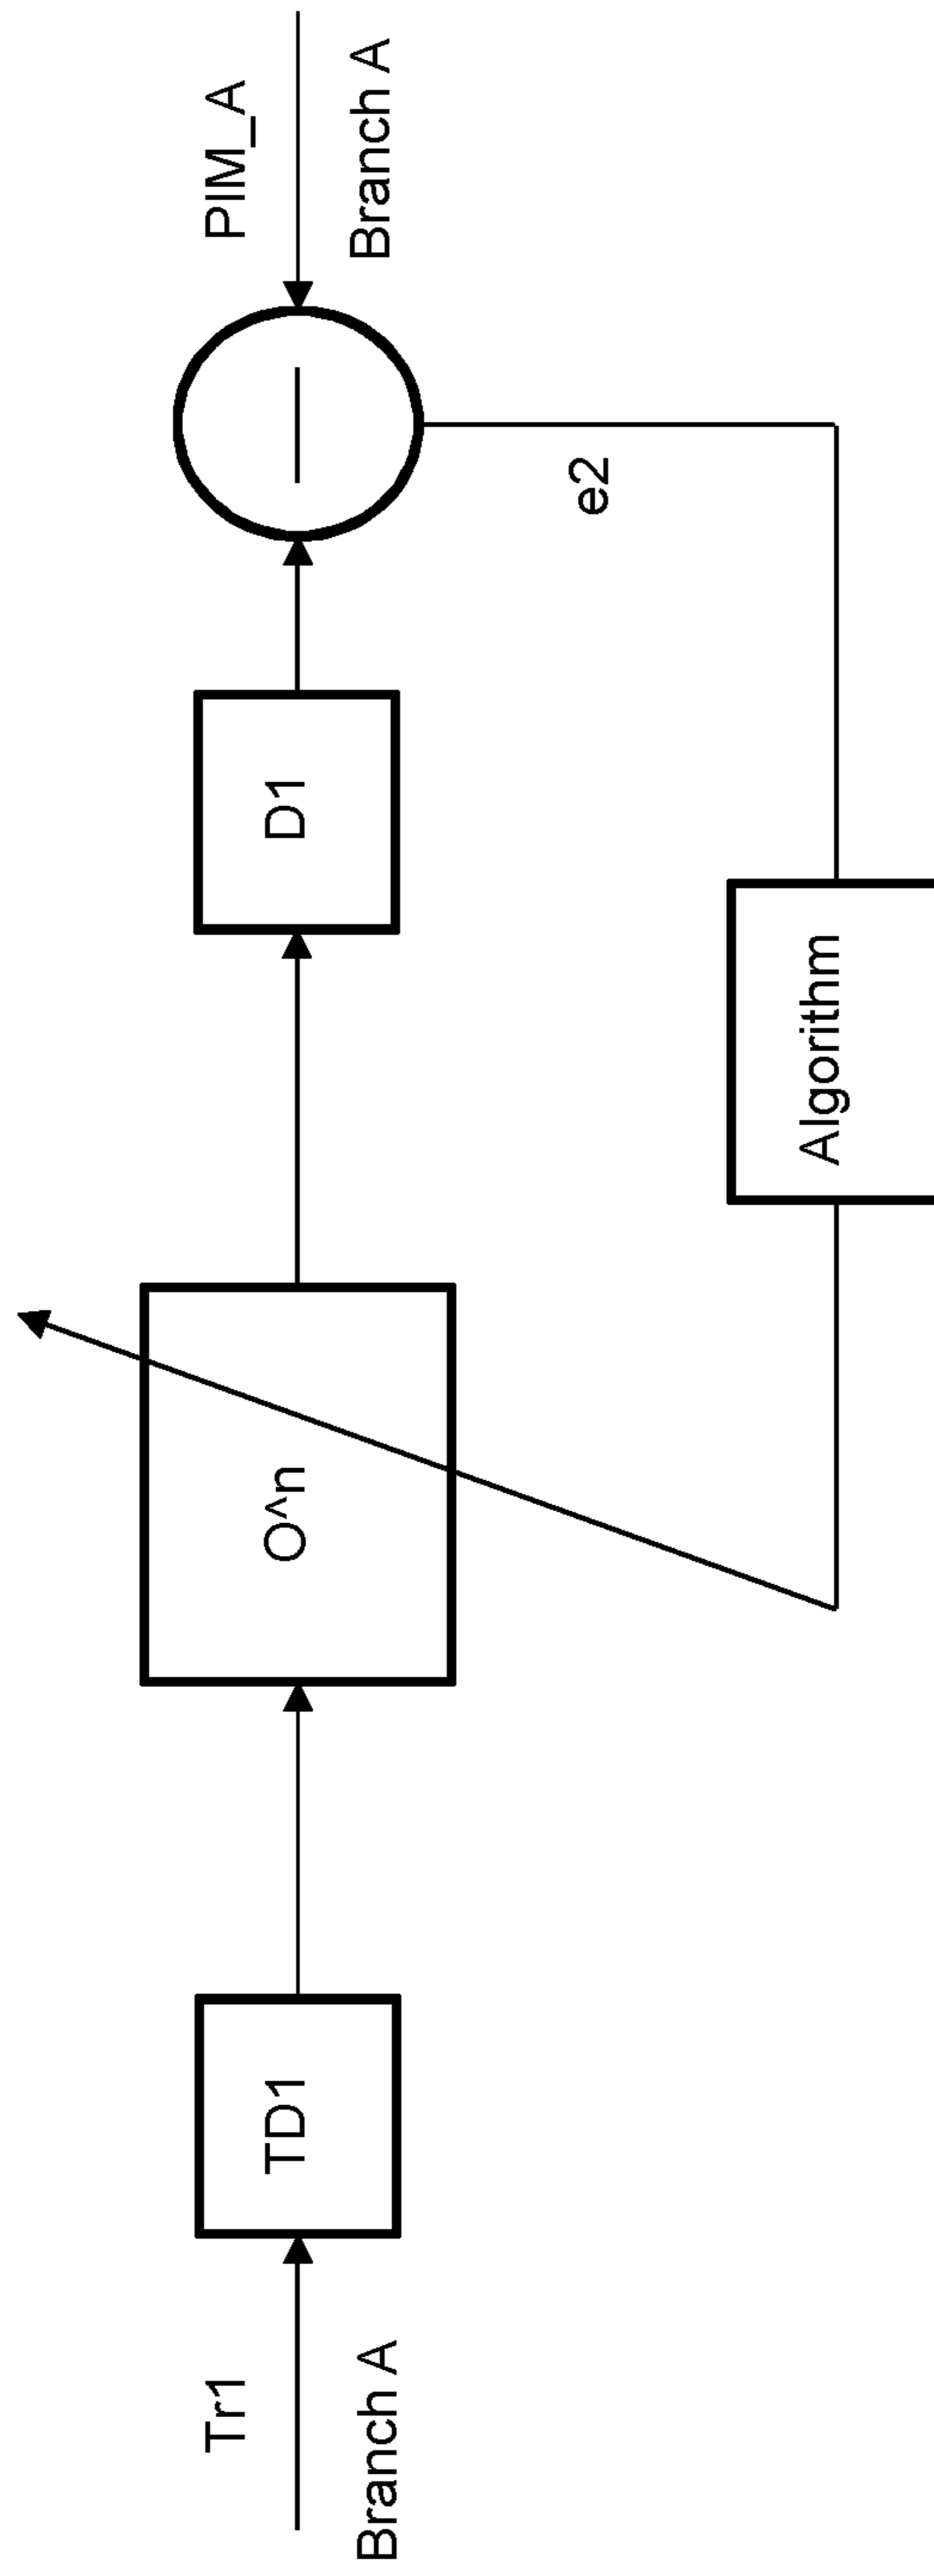 Tr1
Branch A
TD1
O^n
D1
PIM_A
Branch A
e2
Algorithm